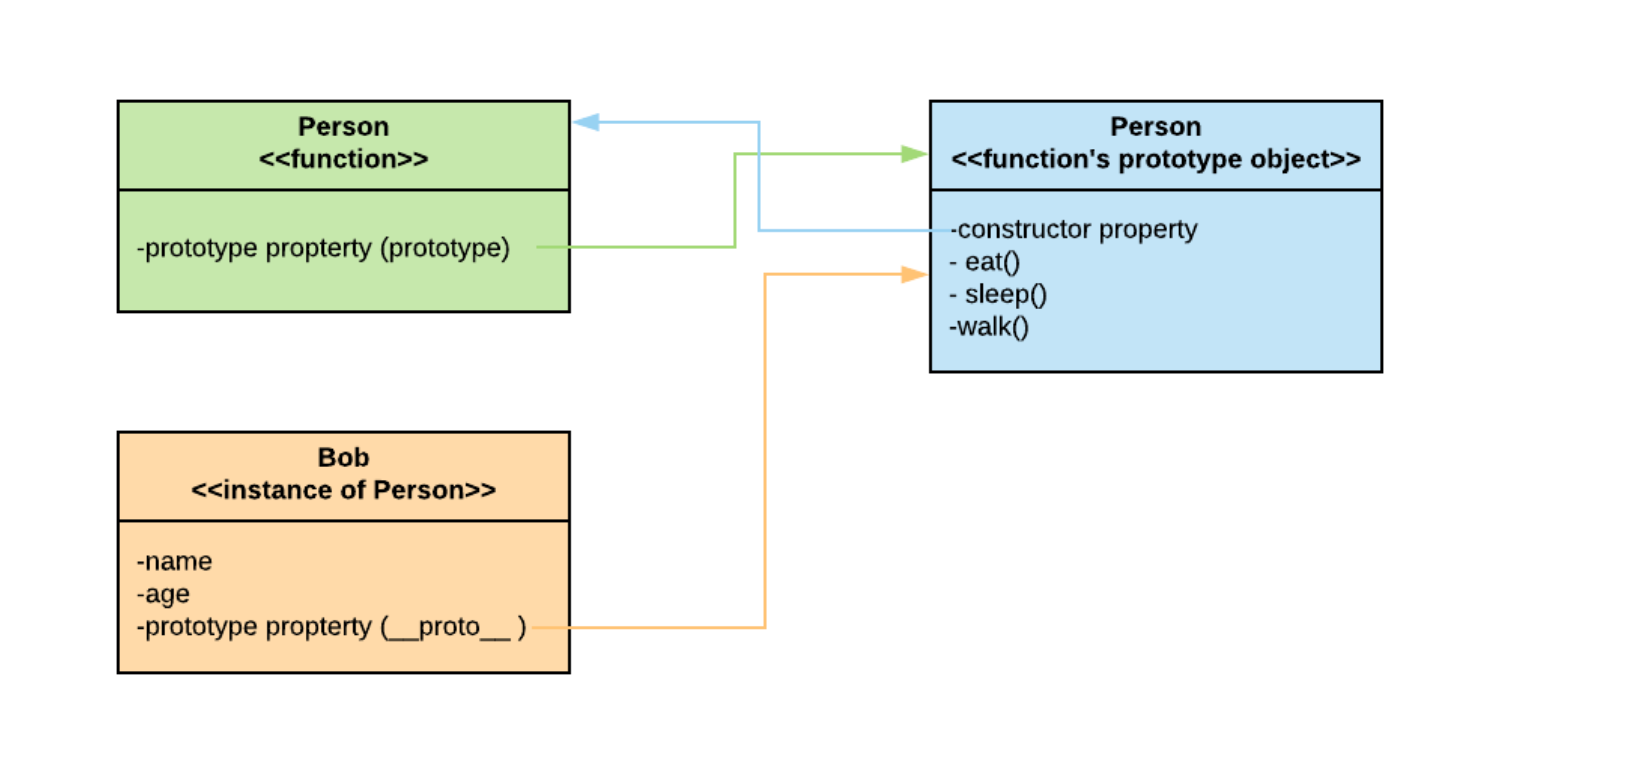 Person
<<function>>
-prototype propterty (prototype)
Person
<<function's prototype object>>
-constructor property
- eat()
- sleep()
-walk()
Bob
<<instance of Person>>
-name
-age
-prototype propterty (__proto__ )